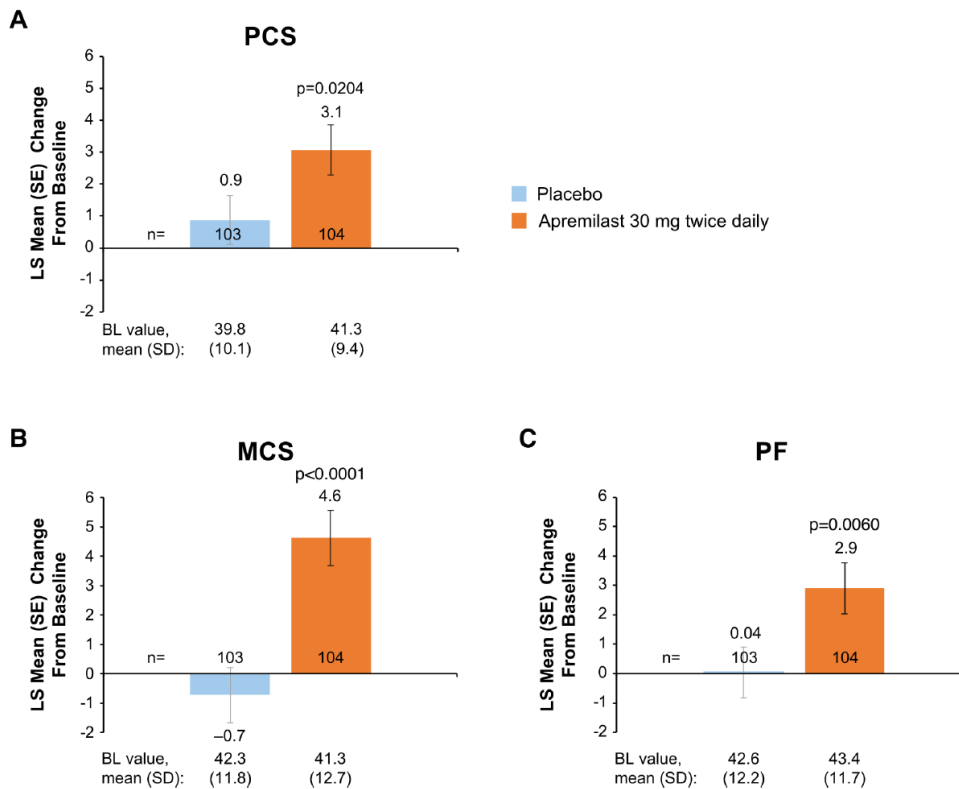 A
PCS
LS Mean (SE) Change
From Baseline
6
5
4
3
2
1
0
-1
-2
p=0.0204
3.1
0.9
n=
103
104
BL value,
mean (SD):
39.8
(10.1)
41.3
(9.4)
Placebo
Apremilast 30 mg twice daily
B
MCS
LS Mean (SE) Change
From Baseline
6
5
4
3
2
1
0
-1
-2
p<0.0001
4.6
n=
103
104
–0.7
BL value,
mean (SD):
42.3
(11.8)
41.3
(12.7)
C
PF
LS Mean (SE) Change
From Baseline
6
5
4
3
2
1
0
-1
-2
p=0.0060
2.9
0.04
n=
103
104
BL value,
mean (SD):
42.6
(12.2)
43.4
(11.7)